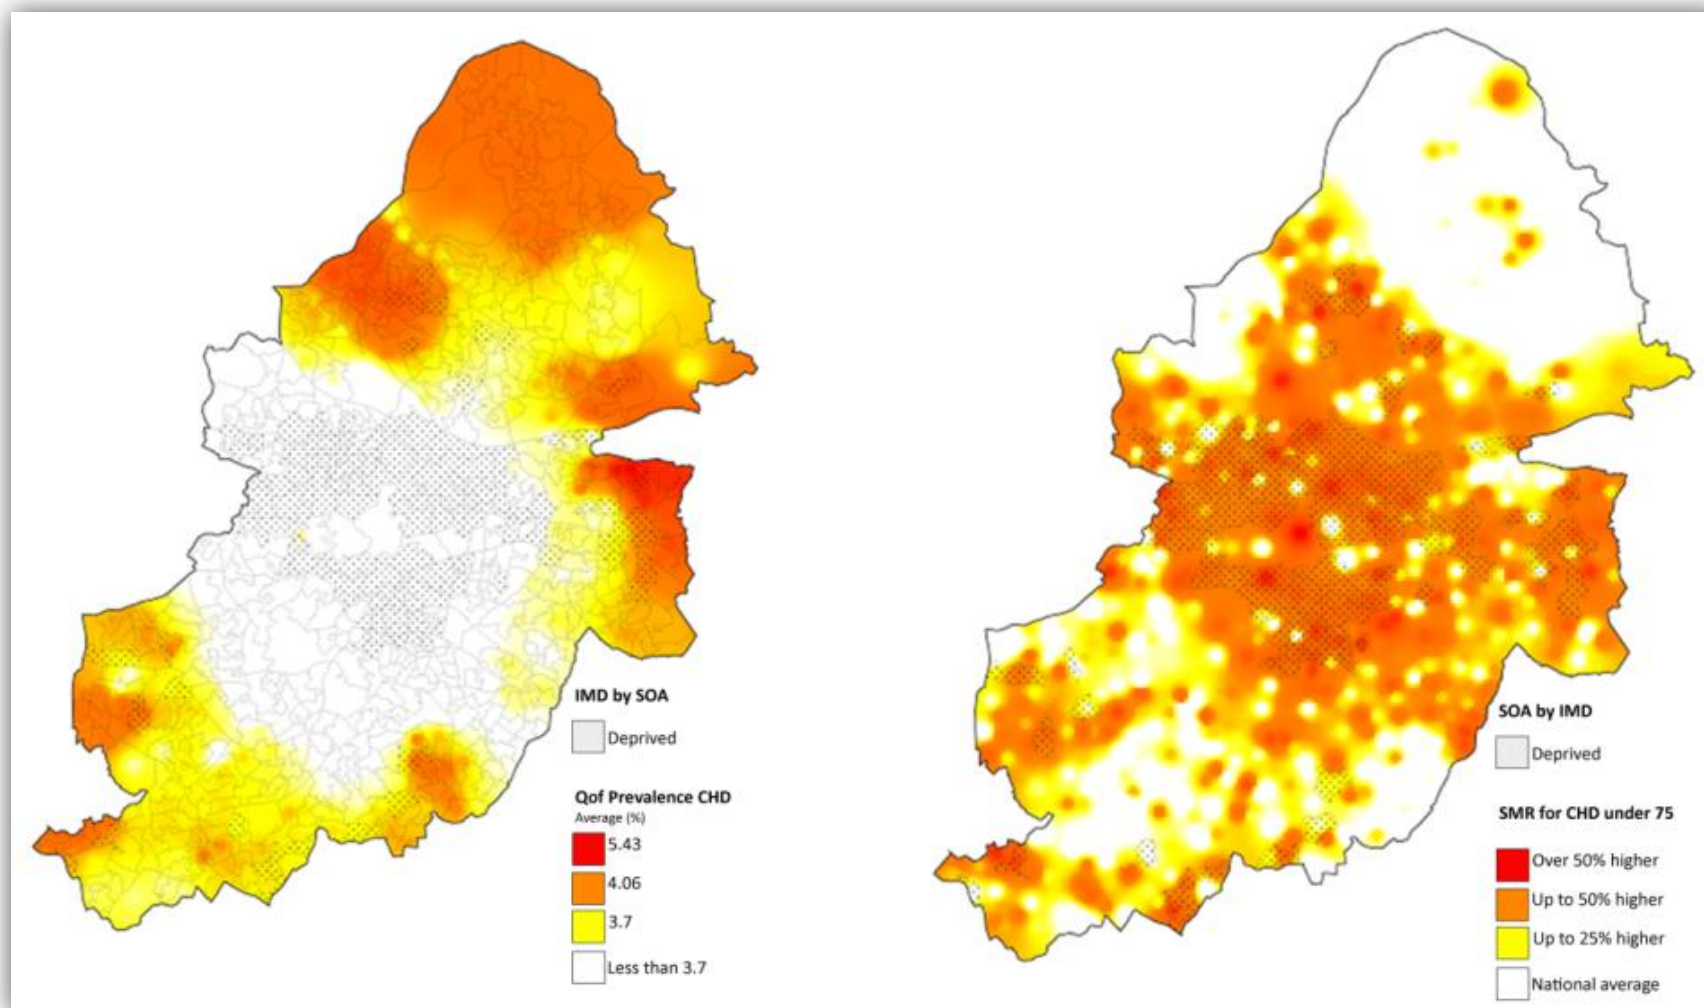 IMD by SOA
Deprived
Qof Prevalence CHD
Average (%)
5.43
4.06
3.7
Less than 3.7
SOA by IMD
Deprived
SMR for CHD under 75
Over 50% higher
Up to 50% higher
Up to 25% higher
National average